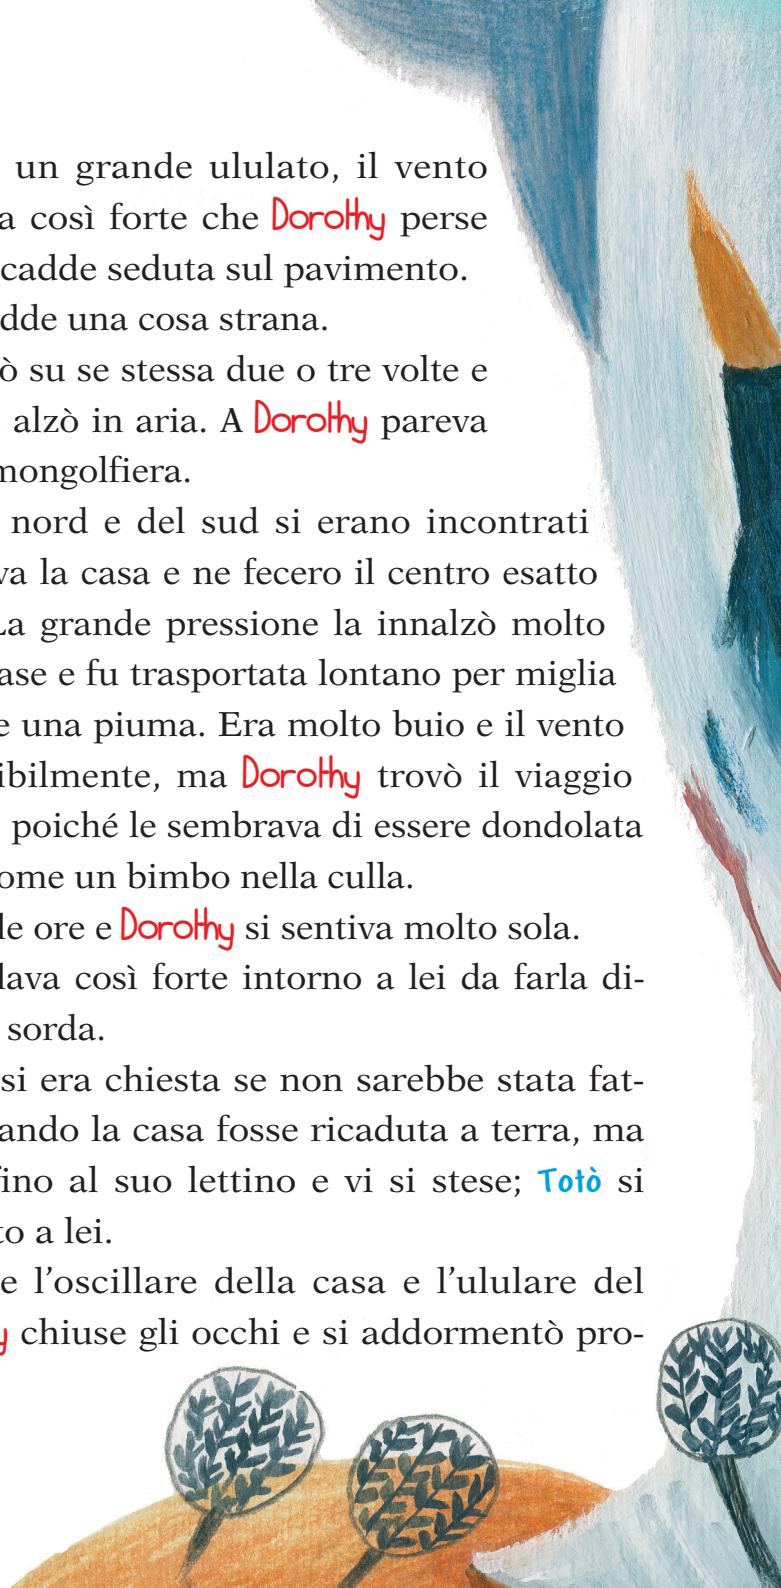 un grande ululato, il vento
a così forte che Dorothy perse
cadde seduta sul pavimento.
dde una cosa strana.
ò su se stessa due o tre volte e
alzò in aria. A Dorothy pareva
mongolfiera.
nord e del sud si erano incontrati
va la casa e ne fecero il centro esatto
La grande pressione la innalzò molto
ase e fu trasportata lontano per miglia
e una piuma. Era molto buio e il vento
ibilmente, ma Dorothy trovò il viaggio
poiché le sembrava di essere dondolata
ome un bimbo nella culla.
le ore e Dorothy si sentiva molto sola.
lava così forte intorno a lei da farla di-
sorda.
si era chiesta se non sarebbe stata fat-
ando la casa fosse ricaduta a terra, ma
fino al suo lettino e vi si stese; Totò si
to a lei.
e l'oscillare della casa e l'ululare del
y chiuse gli occhi e si addormentò pro-